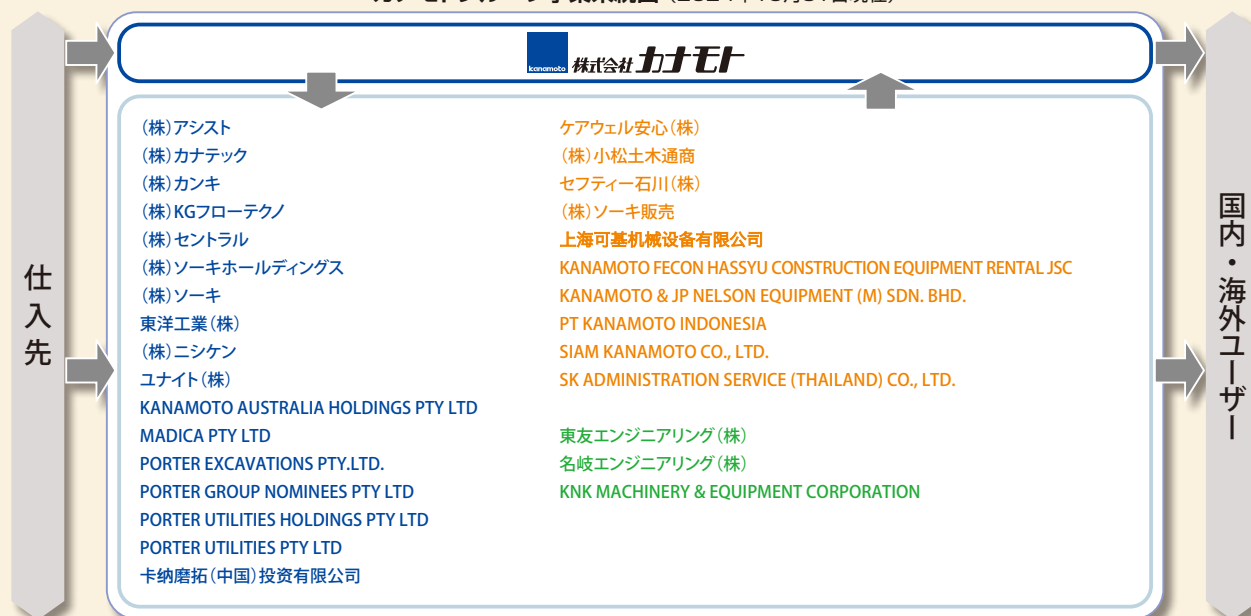 kanamoto 株式会社 カナモト
仕入先
(株)アシスト
(株)カナテック
(株)カンキ
(株)KGフローテクノ
(株)セントラル
(株)ソーキホールディングス
(株)ソーキ
東洋工業(株)
(株)ニシケン
ユナイト(株)
KANAMOTO AUSTRALIA HOLDINGS PTY LTD
MADICA PTY LTD
PORTER EXCAVATIONS PTY.LTD.
PORTER GROUP NOMINEES PTY LTD
PORTER UTILITIES HOLDINGS PTY LTD
PORTER UTILITIES PTY LTD
卡纳磨拓(中国)投资有限公司
ケアウェル安心(株)
(株)小松土木通商
セフティー石川(株)
(株)ソーキ販売
上海可基机械设备有限公司
KANAMOTO FECON HASSYU CONSTRUCTION EQUIPMENT RENTAL JSC
KANAMOTO & JP NELSON EQUIPMENT (M) SDN. BHD.
PT KANAMOTO INDONESIA
SIAM KANAMOTO CO., LTD.
SK ADMINISTRATION SERVICE (THAILAND) CO., LTD.
東友エンジニアリング(株)
名岐エンジニアリング(株)
KNK MACHINERY & EQUIPMENT CORPORATION
国内・海外ユーザー